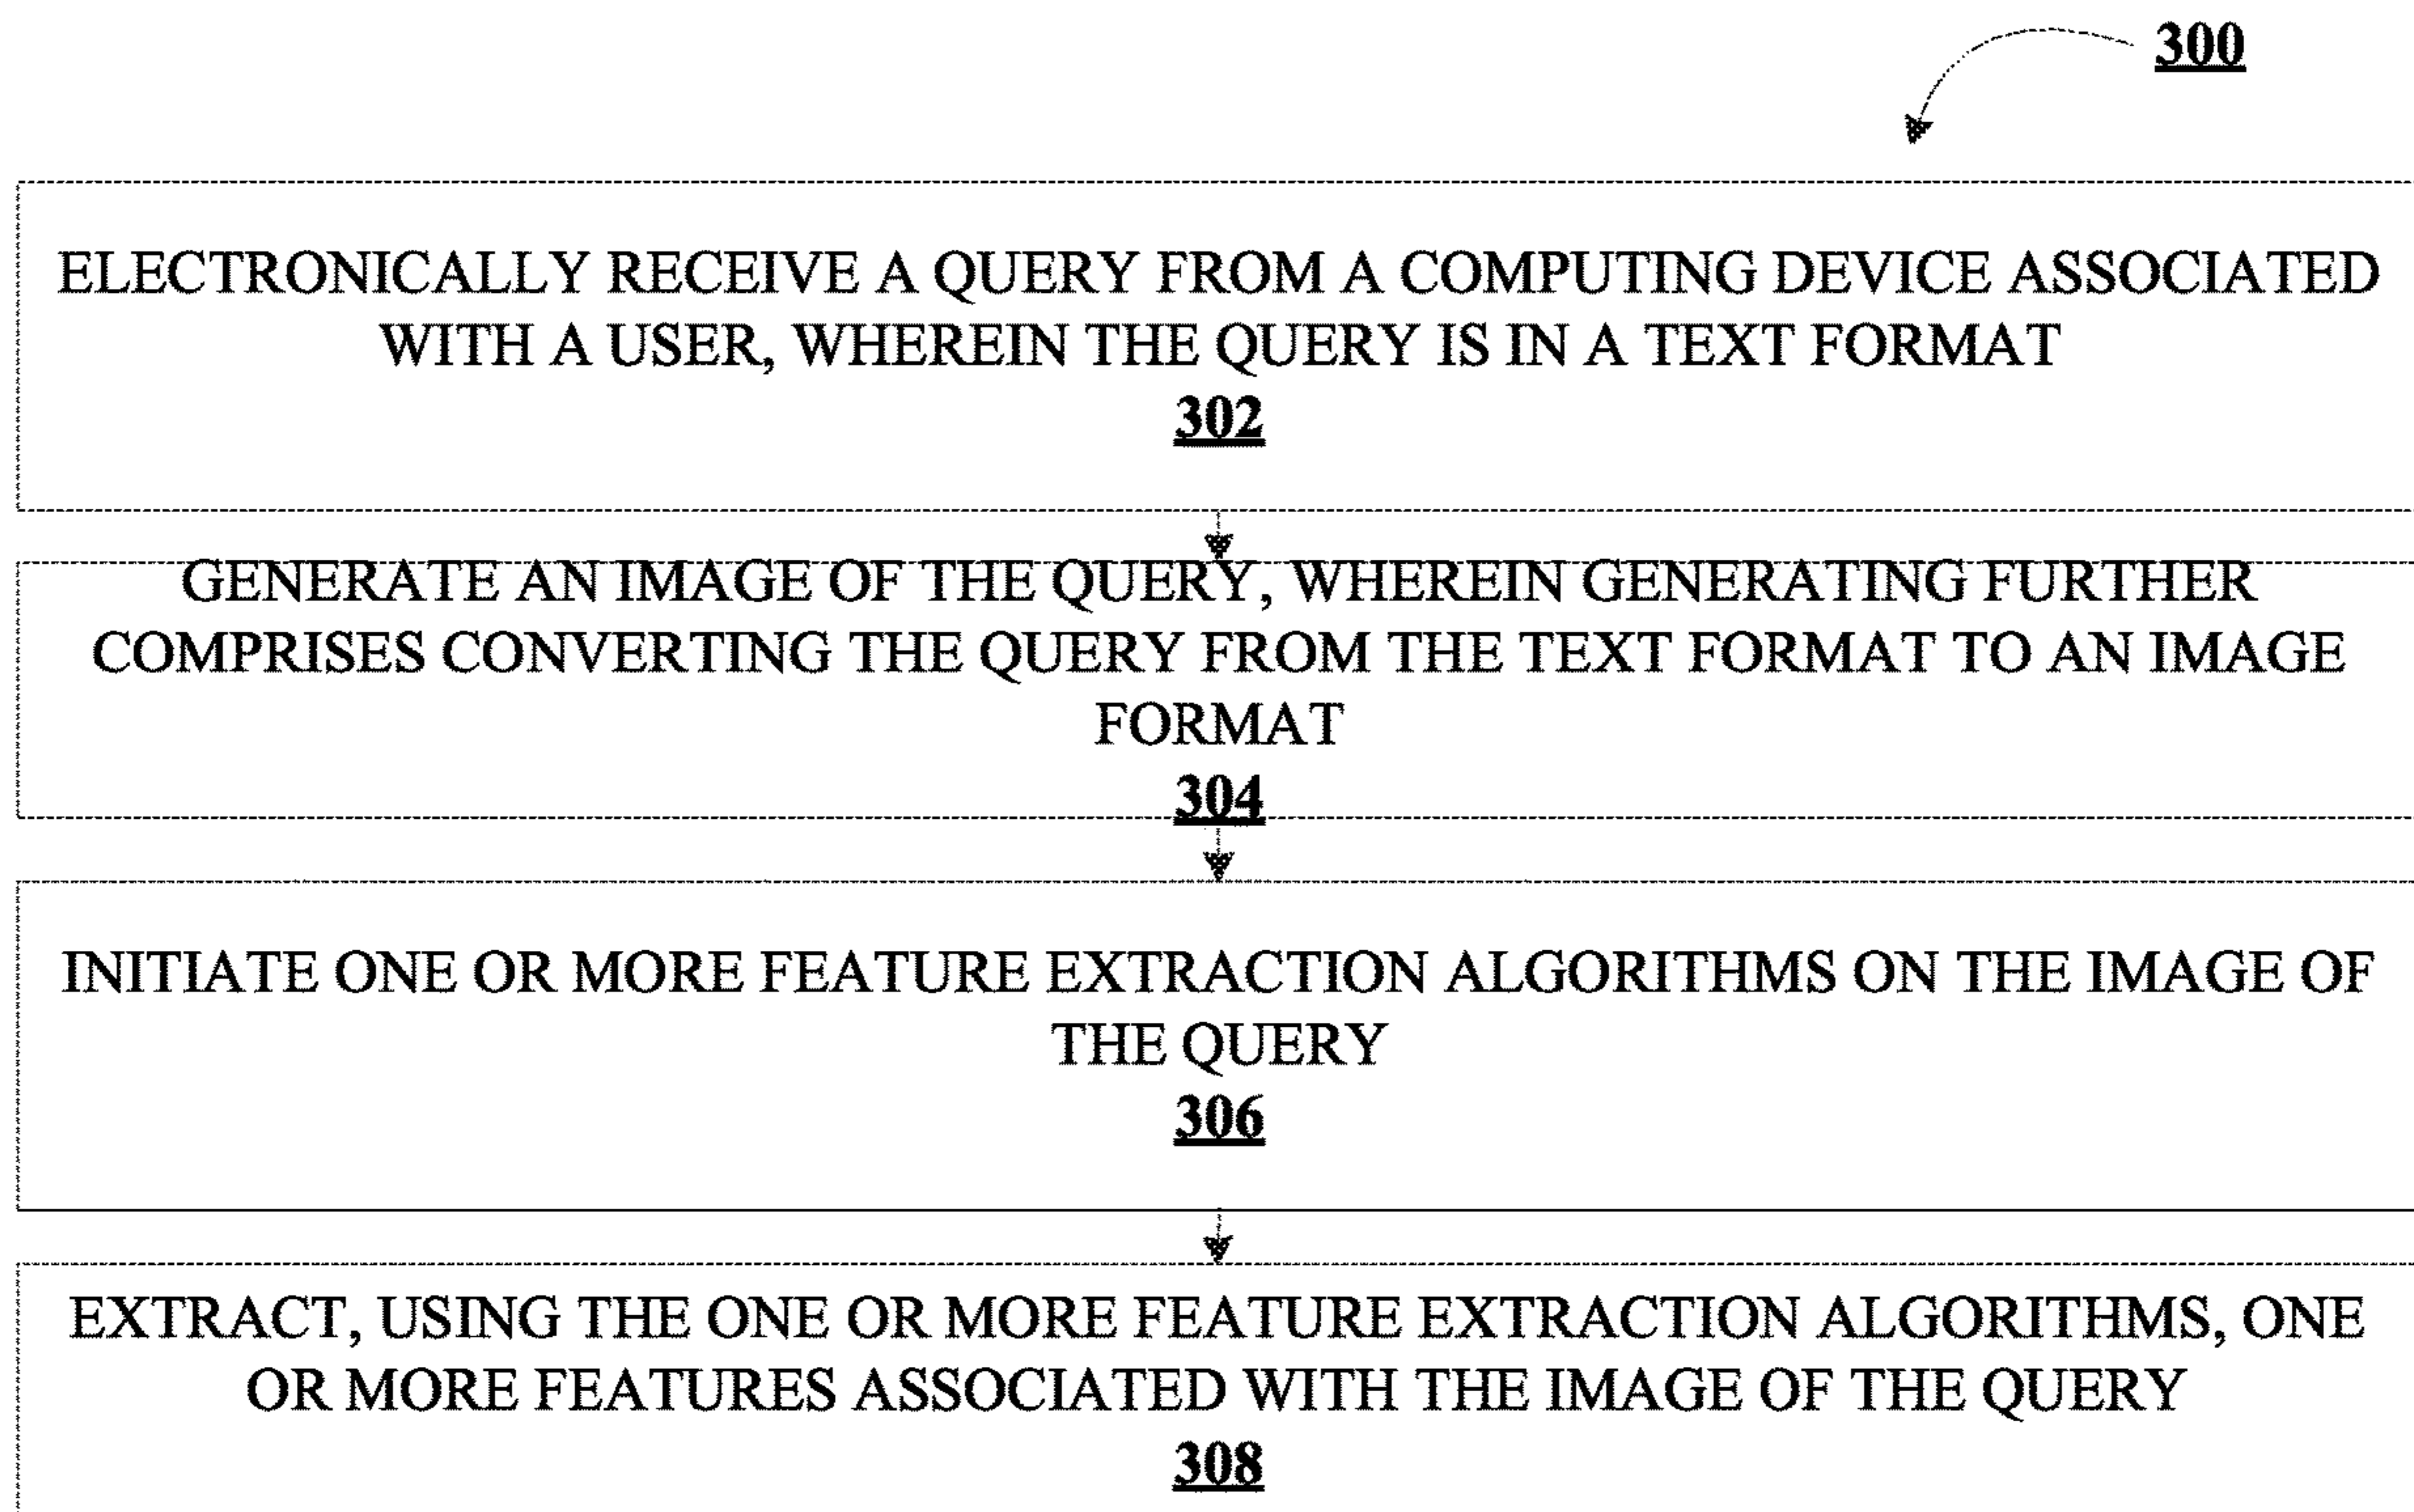 300
ELECTRONICALLY RECEIVE A QUERY FROM A COMPUTING DEVICE ASSOCIATED
WITH A USER, WHEREIN THE QUERY IS IN A TEXT FORMAT
302
GENERATE AN IMAGE OF THE QUERY, WHEREIN GENERATING FURTHER
COMPRISES CONVERTING THE QUERY FROM THE TEXT FORMAT TO AN IMAGE
FORMAT
304
INITIATE ONE OR MORE FEATURE EXTRACTION ALGORITHMS ON THE IMAGE OF
THE QUERY
306
EXTRACT, USING THE ONE OR MORE FEATURE EXTRACTION ALGORITHMS, ONE
OR MORE FEATURES ASSOCIATED WITH THE IMAGE OF THE QUERY
308